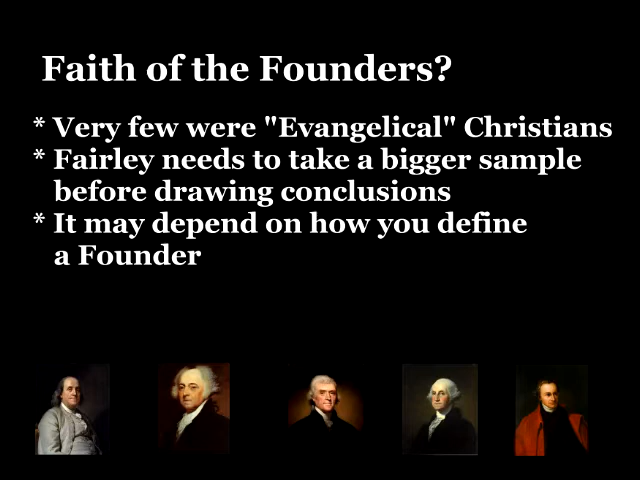 Faith of the Founders?
* Very few were "Evangelical" Christians
* Fairley needs to take a bigger sample
before drawing conclusions
* It may depend on how you define
a Founder